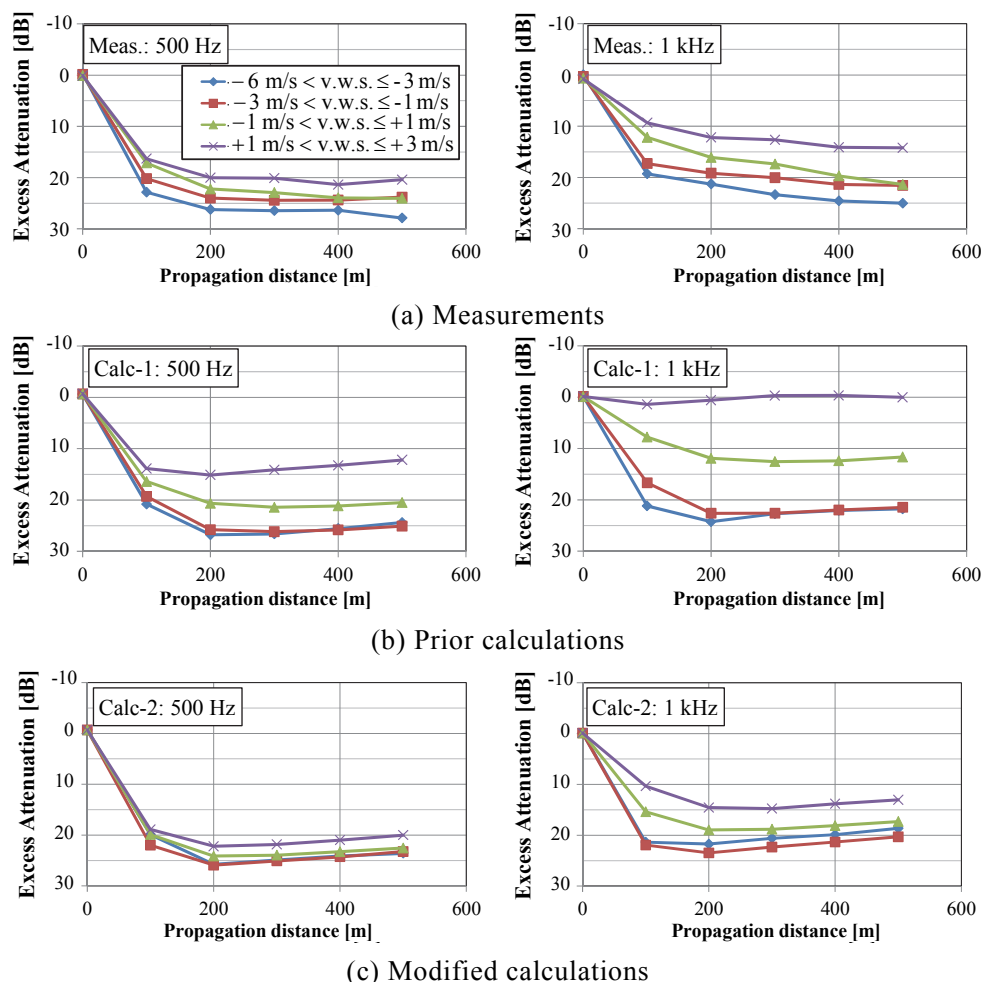 Meas.: 500 Hz
-10
0
10
20
30
Excess Attenuation [dB]
−6 m/s < v.w.s. ≤ -3 m/s
−3 m/s < v.w.s. ≤ -1 m/s
−1 m/s < v.w.s. ≤ +1 m/s
+1 m/s < v.w.s. ≤ +3 m/s
0 200 400 600
Propagation distance [m]
Meas.: 1 kHz
-10
0
10
20
30
Excess Attenuation [dB]
0 200 400 600
Propagation distance [m]
(a) Measurements
Calc-1: 500 Hz
-10
0
10
20
30
Excess Attenuation [dB]
0 200 400 600
Propagation distance [m]
Calc-1: 1 kHz
-10
0
10
20
30
Excess Attenuation [dB]
0 200 400 600
Propagation distance [m]
(b) Prior calculations
Calc-2: 500 Hz
-10
0
10
20
30
Excess Attenuation [dB]
0 200 400 600
Calc-2: 1 kHz
-10
0
10
20
30
Excess Attenuation [dB]
0 200 400 600
(c) Modified calculations